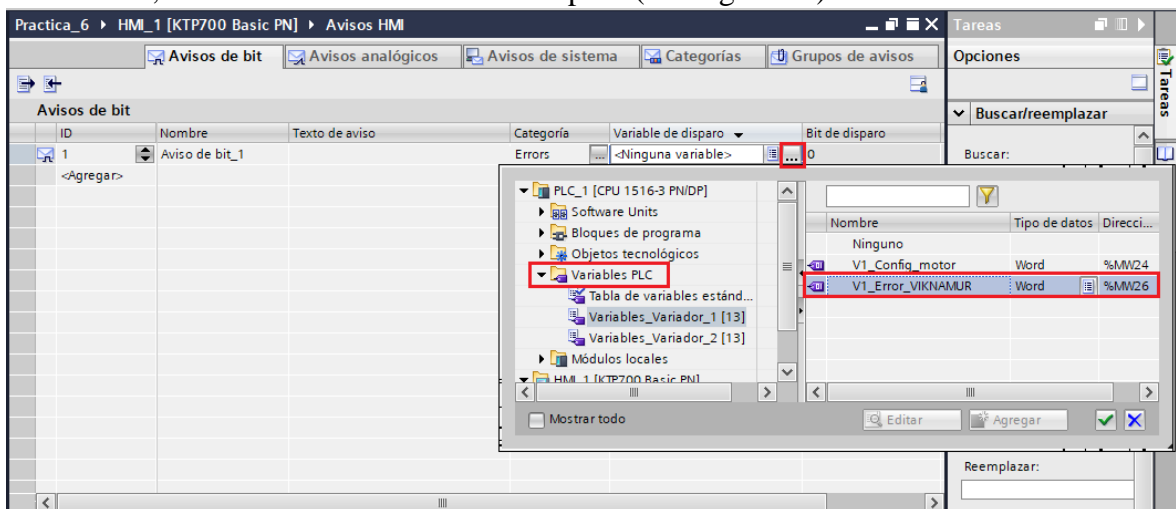 Practica_6 ▸ HMI_1 [KTP700 Basic PN] ▸ Avisos HMI
Tareas
Avisos de bit
Avisos analógicos
Avisos de sistema
Categorías
Grupos de avisos
Opciones
Tareas
Avisos de bit
Buscar/reemplazar
ID Nombre Texto de aviso Categoría Variable de disparo Bit de disparo
1 Aviso de bit_1 Errors ... <Ninguna variable> ... 0
Buscar:
<Agregar>
PLC_1 [CPU 1516-3 PN/DP]
Software Units
Bloques de programa
Objetos tecnológicos
Variables PLC
Tabla de variables estánd...
Variables_Variador_1 [13]
Variables_Variador_2 [13]
Módulos locales
HMI_1 [KTP700 Basic PN]
Nombre Tipo de datos Direcci...
Ninguno
V1_Config_motor Word %MW24
V1_Error_VIKNAMUR Word %MW26
Mostrar todo
Editar
Agregar
Reemplazar: